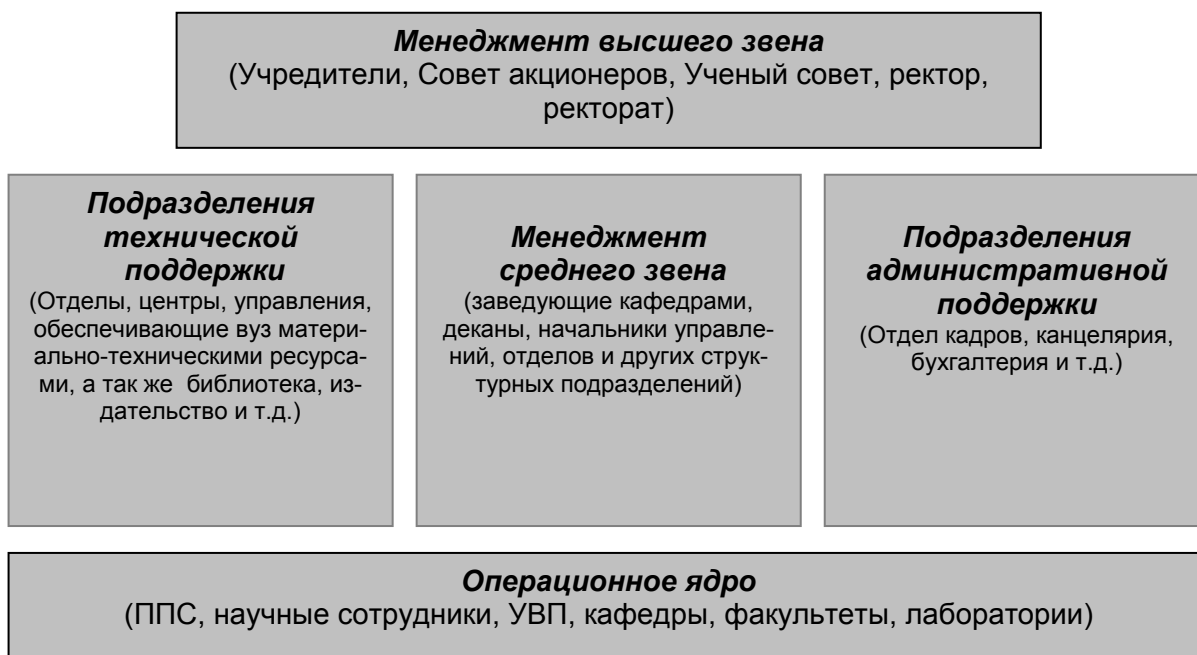 Менеджмент высшего звена
(Учредители, Совет акционеров, Ученый совет, ректор,
ректорат)
Подразделения
технической
поддержки
(Отделы, центры, управления,
обеспечивающие вуз матери-
ально-техническими ресурса-
ми, а так же библиотека, из-
дательство и т.д.)
Менеджмент
среднего звена
(заведующие кафедрами,
деканы, начальники управле-
ний, отделов и других струк-
турных подразделений)
Подразделения
административной
поддержки
(Отдел кадров, канцелярия,
бухгалтерия и т.д.)
Операционное ядро
(ППС, научные сотрудники, УВП, кафедры, факультеты, лаборатории)